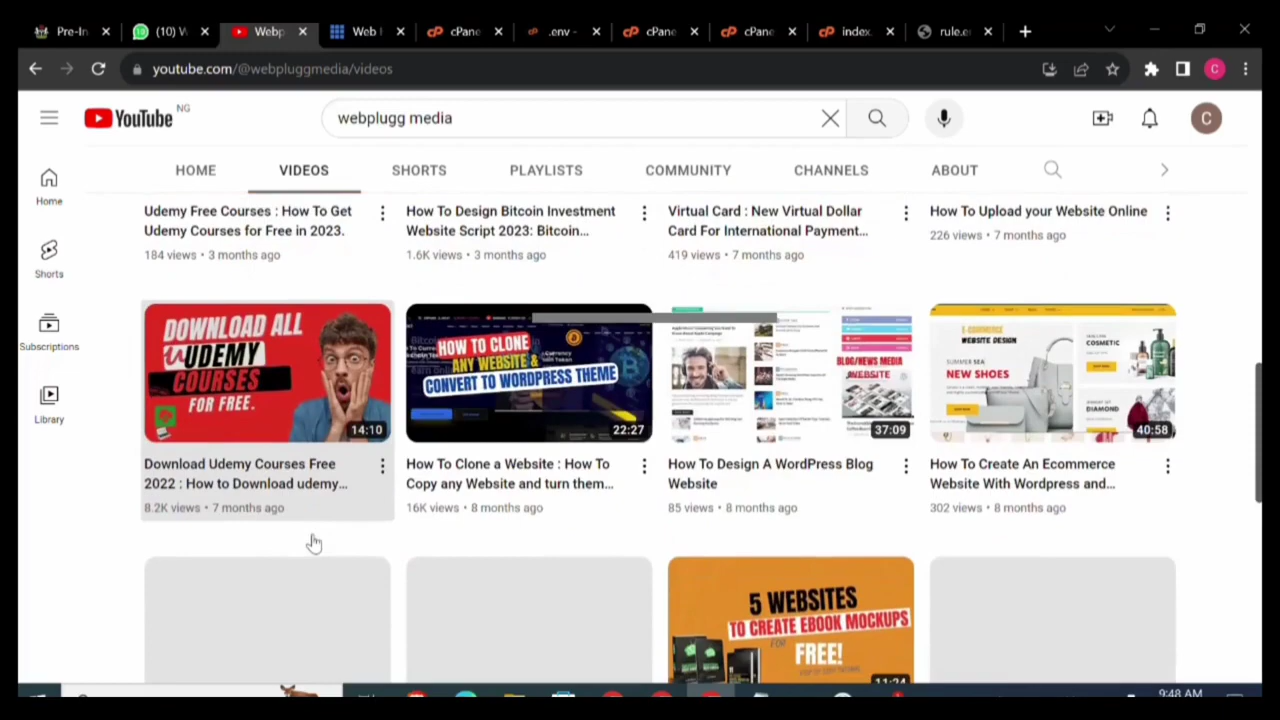 Pre-In
(10) V
Webp
Web I
cPane
.env -
cPane
cPane
index.
rule.e
youtube.com/@webpluggmedia/videos
C
YouTube NG
webplugg media
C
HOME
VIDEOS
SHORTS
PLAYLISTS
COMMUNITY
CHANNELS
ABOUT
Home
Shorts
Subscriptions
Library
Udemy Free Courses : How To Get
Udemy Courses for Free in 2023.
184 views • 3 months ago
How To Design Bitcoin Investment
Website Script 2023: Bitcoin...
1.6K views • 3 months ago
Virtual Card : New Virtual Dollar
Card For International Payment...
419 views • 7 months ago
How To Upload your Website Online
226 views • 7 months ago
DOWNLOAD ALL
UDEMY
COURSES
FOR FREE.
14:10
HOW TO CLONE
ANY WEBSITE &
CONVERT TO WORDPRESS THEME
22:27
BLOG/NEWS MEDIA
WEBSITE
37:09
E-COMMERCE
WEBSITE DESIGN
SUMMER SEA
NEW SHOES
COSMETIC
DIAMOND
40:58
Download Udemy Courses Free
2022 : How to Download udemy...
8.2K views • 7 months ago
How To Clone a Website : How To
Copy any Website and turn them...
16K views • 8 months ago
How To Design A WordPress Blog
Website
85 views • 8 months ago
How To Create An Ecommerce
Website With Wordpress and...
302 views • 8 months ago
5 WEBSITES
TO CREATE EBOOK MOCKUPS
FOR
FREE!
11:24
9:48 AM